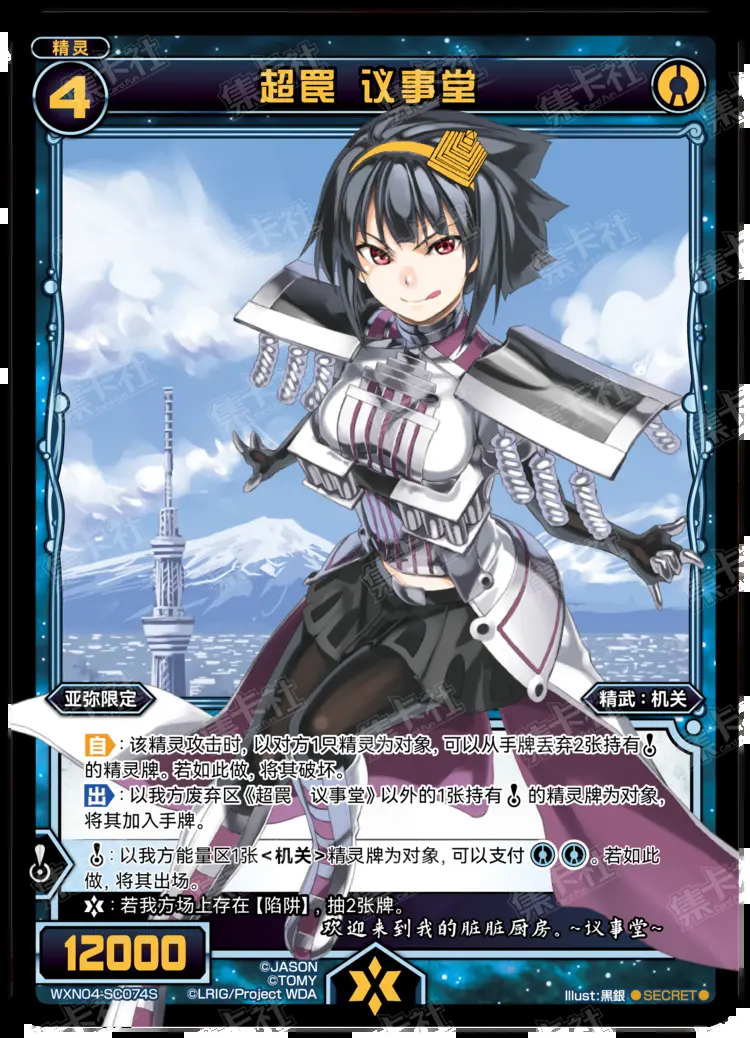 精灵
4
超罠 议事堂
亚弥限定
精武:机关
自:该精灵攻击时,以对方1只精灵为对象,可以从手牌丢弃2张持有
的精灵牌。若如此做,将其破坏。
出:以我方废弃区《超罠 议事堂》以外的1张持有 的精灵牌为对象,
将其加入手牌。
:以我方能量区1张<机关>精灵牌为对象,可以支付 。若如此
做,将其出场。
:若我方场上存在【陷阱】,抽2张牌。
欢迎来到我的脏脏厨房。~议事堂~
12000
©JASON
©TOMY
WXN04-SC074S ©LRIG/Project WDA
Illust:黒銀 ●SECRET●
集卡社